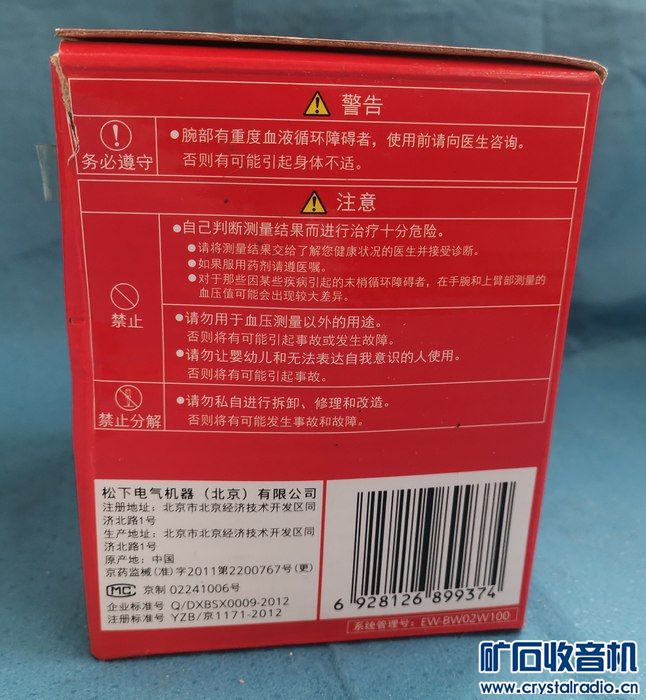 警告
务必遵守
●腕部有重度血液循环障碍者，使用前请向医生咨询。
否则有可能引起身体不适。
注意
禁止
●自己判断测量结果而进行治疗十分危险。
●请将测量结果交给了解您健康状况的医生并接受诊断。
●如果服用药剂请遵医嘱。
●对于那些因某些疾病引起的末梢循环障碍者，在手腕和上臂部测量的
血压值可能会出现较大差异。
●请勿用于血压测量以外的用途。
否则将有可能引起事故或发生故障。
●请勿让婴幼儿和无法表达自我意识的人使用。
否则将有可能引起事故。
禁止分解
●请勿私自进行拆卸、修理和改造。
否则将有可能发生事故和故障。
松下电气机器（北京）有限公司
注册地址：北京市北京经济技术开发区同
济北路1号
生产地址：北京市北京经济技术开发区同
济北路1号
原产地：中国
京药监械(准)字2011第2200767号(更)
MC 京制 02241006号
企业标准号 Q/DXBSX0009-2012
注册标准号 YZB/京1171-2012
6 928126 899374
系统管理号：EW-BW02W100
矿石收音机
www.crystalradio.cn